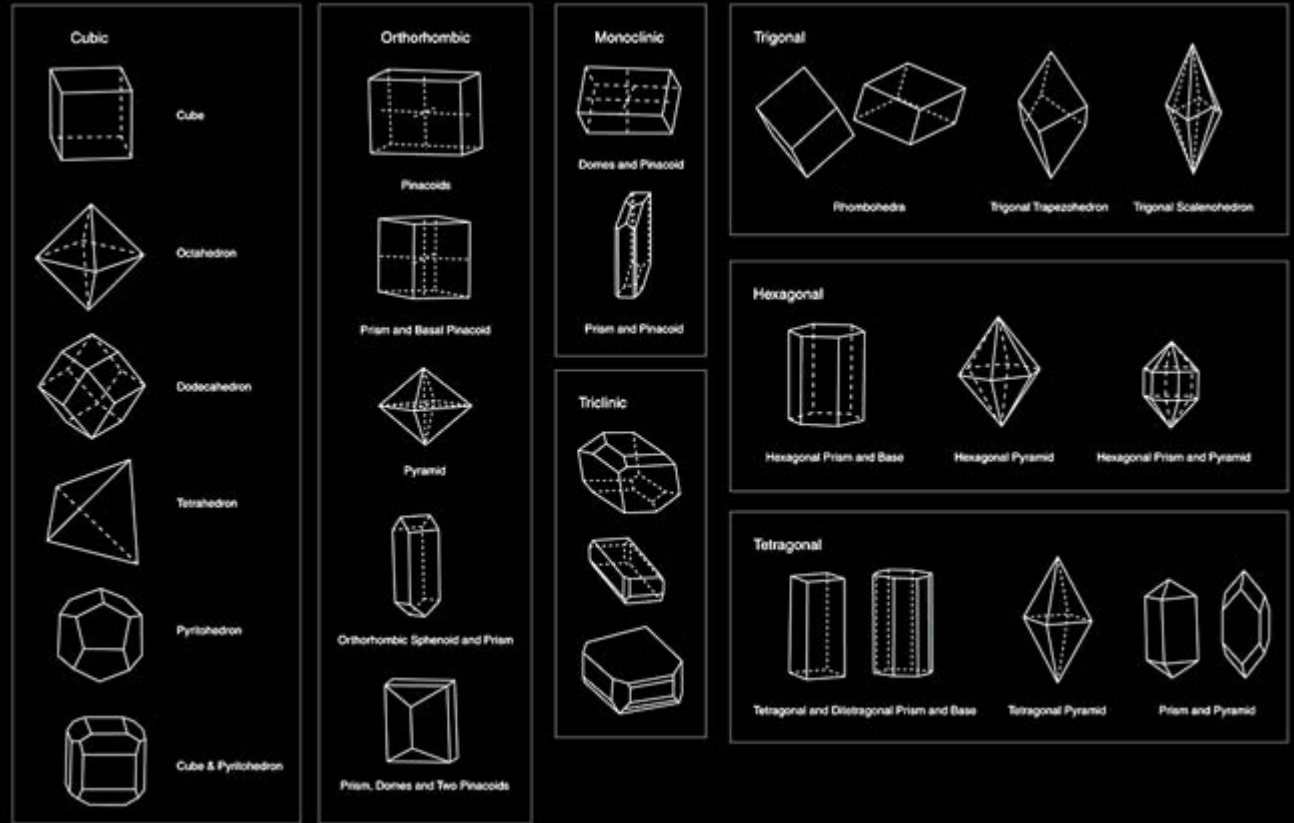 Cubic
Cube
Octahedron
Dodecahedron
Tetrahedron
Pyritohedron
Cube & Pyritohedron
Orthorhombic
Pinacoids
Prism and Basal Pinacoid
Pyramid
Orthorhombic Sphenoid and Prism
Prism, Domes and Two Pinacoids
Monoclinic
Domes and Pinacoid
Prism and Pinacoid
Triclinic
Trigonal
Rhombohedra
Trigonal Trapezohedron
Trigonal Scalenohedron
Hexagonal
Hexagonal Prism and Base
Hexagonal Pyramid
Hexagonal Prism and Pyramid
Tetragonal
Tetragonal and Ditetragonal Prism and Base
Tetragonal Pyramid
Prism and Pyramid